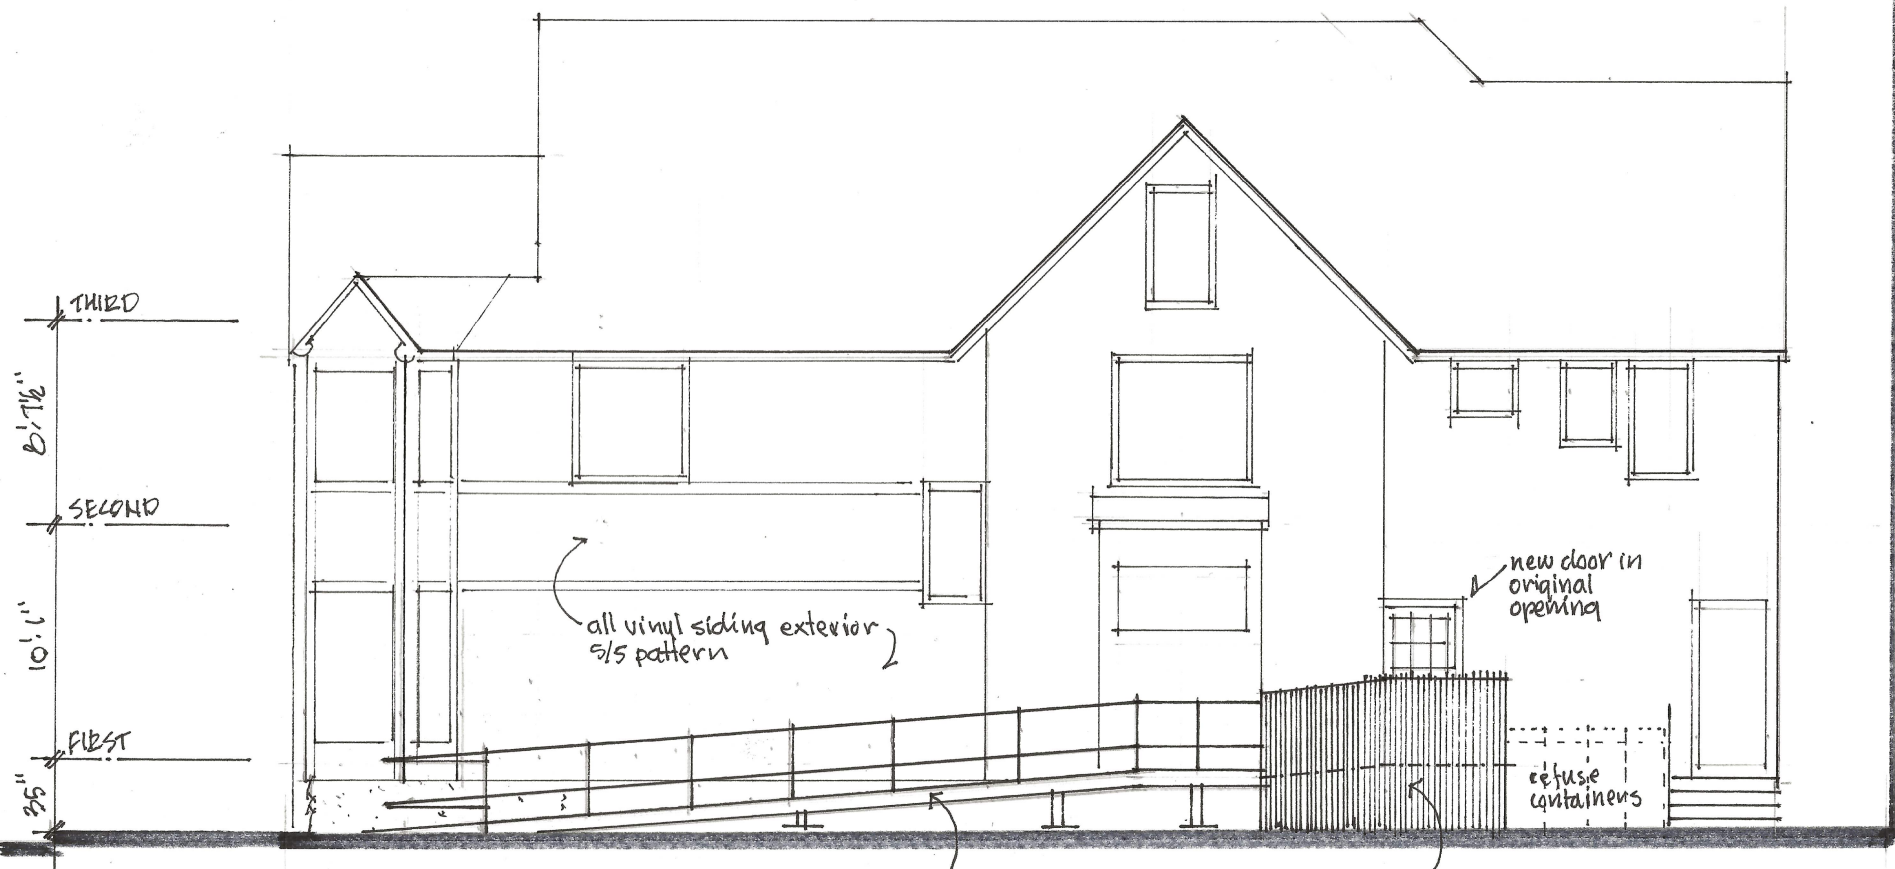 THIRD
8'-7½"
SECOND
10'-1"
FIRST
35"
all vinyl siding exterior
5/5 pattern
new door in
original
opening
refuse
containers